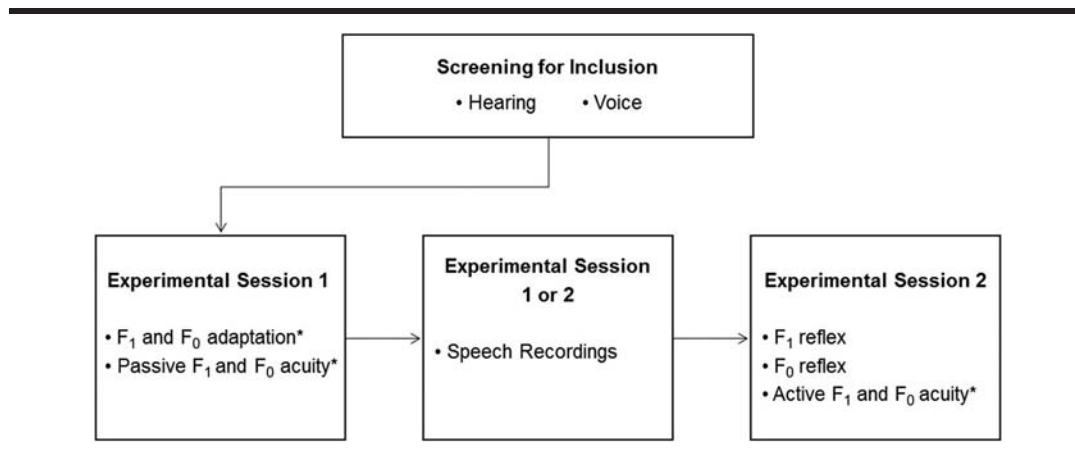 Screening for Inclusion
• Hearing • Voice
Experimental Session 1
• F₁ and F₀ adaptation*
• Passive F₁ and F₀ acuity*
Experimental Session
1 or 2
• Speech Recordings
Experimental Session 2
• F₁ reflex
• F₀ reflex
• Active F₁ and F₀ acuity*